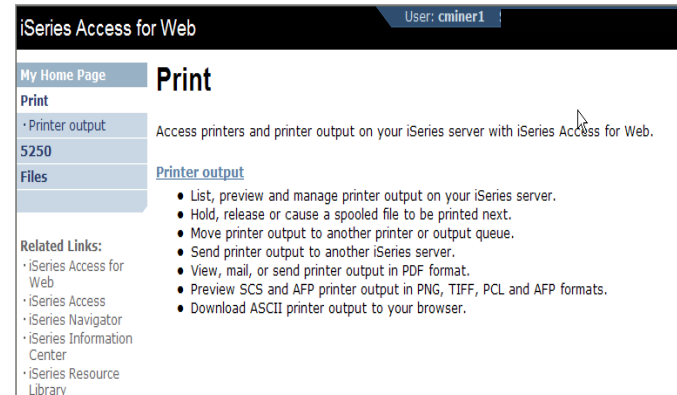 iSeries Access for Web
User: cminer1
My Home Page
Print
· Printer output
5250
Files
Related Links:
· iSeries Access for
Web
· iSeries Access
· iSeries Navigator
· iSeries Information
Center
· iSeries Resource
Library
Print
Access printers and printer output on your iSeries server with iSeries Access for Web.
Printer output
● List, preview and manage printer output on your iSeries server.
● Hold, release or cause a spooled file to be printed next.
● Move printer output to another printer or output queue.
● Send printer output to another iSeries server.
● View, mail, or send printer output in PDF format.
● Preview SCS and AFP printer output in PNG, TIFF, PCL and AFP formats.
● Download ASCII printer output to your browser.